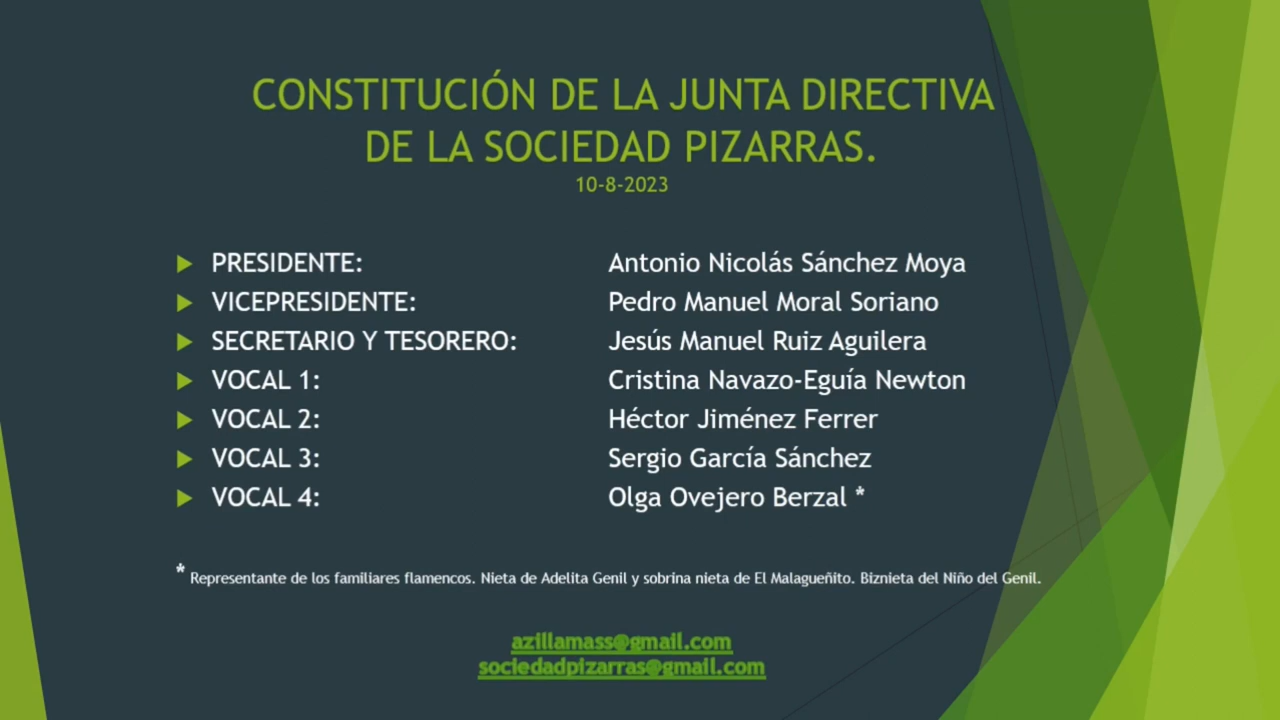 CONSTITUCIÓN DE LA JUNTA DIRECTIVA
DE LA SOCIEDAD PIZARRAS.
10-8-2023
PRESIDENTE: Antonio Nicolás Sánchez Moya
VICEPRESIDENTE: Pedro Manuel Moral Soriano
SECRETARIO Y TESORERO: Jesús Manuel Ruiz Aguilera
VOCAL 1: Cristina Navazo-Eguía Newton
VOCAL 2: Héctor Jiménez Ferrer
VOCAL 3: Sergio García Sánchez
VOCAL 4: Olga Ovejero Berzal *
* Representante de los familiares flamencos. Nieta de Adelita Genil y sobrina nieta de El Malagueñito. Biznieta del Niño del Genil.
azillamass@gmail.com
sociedadpizarras@gmail.com